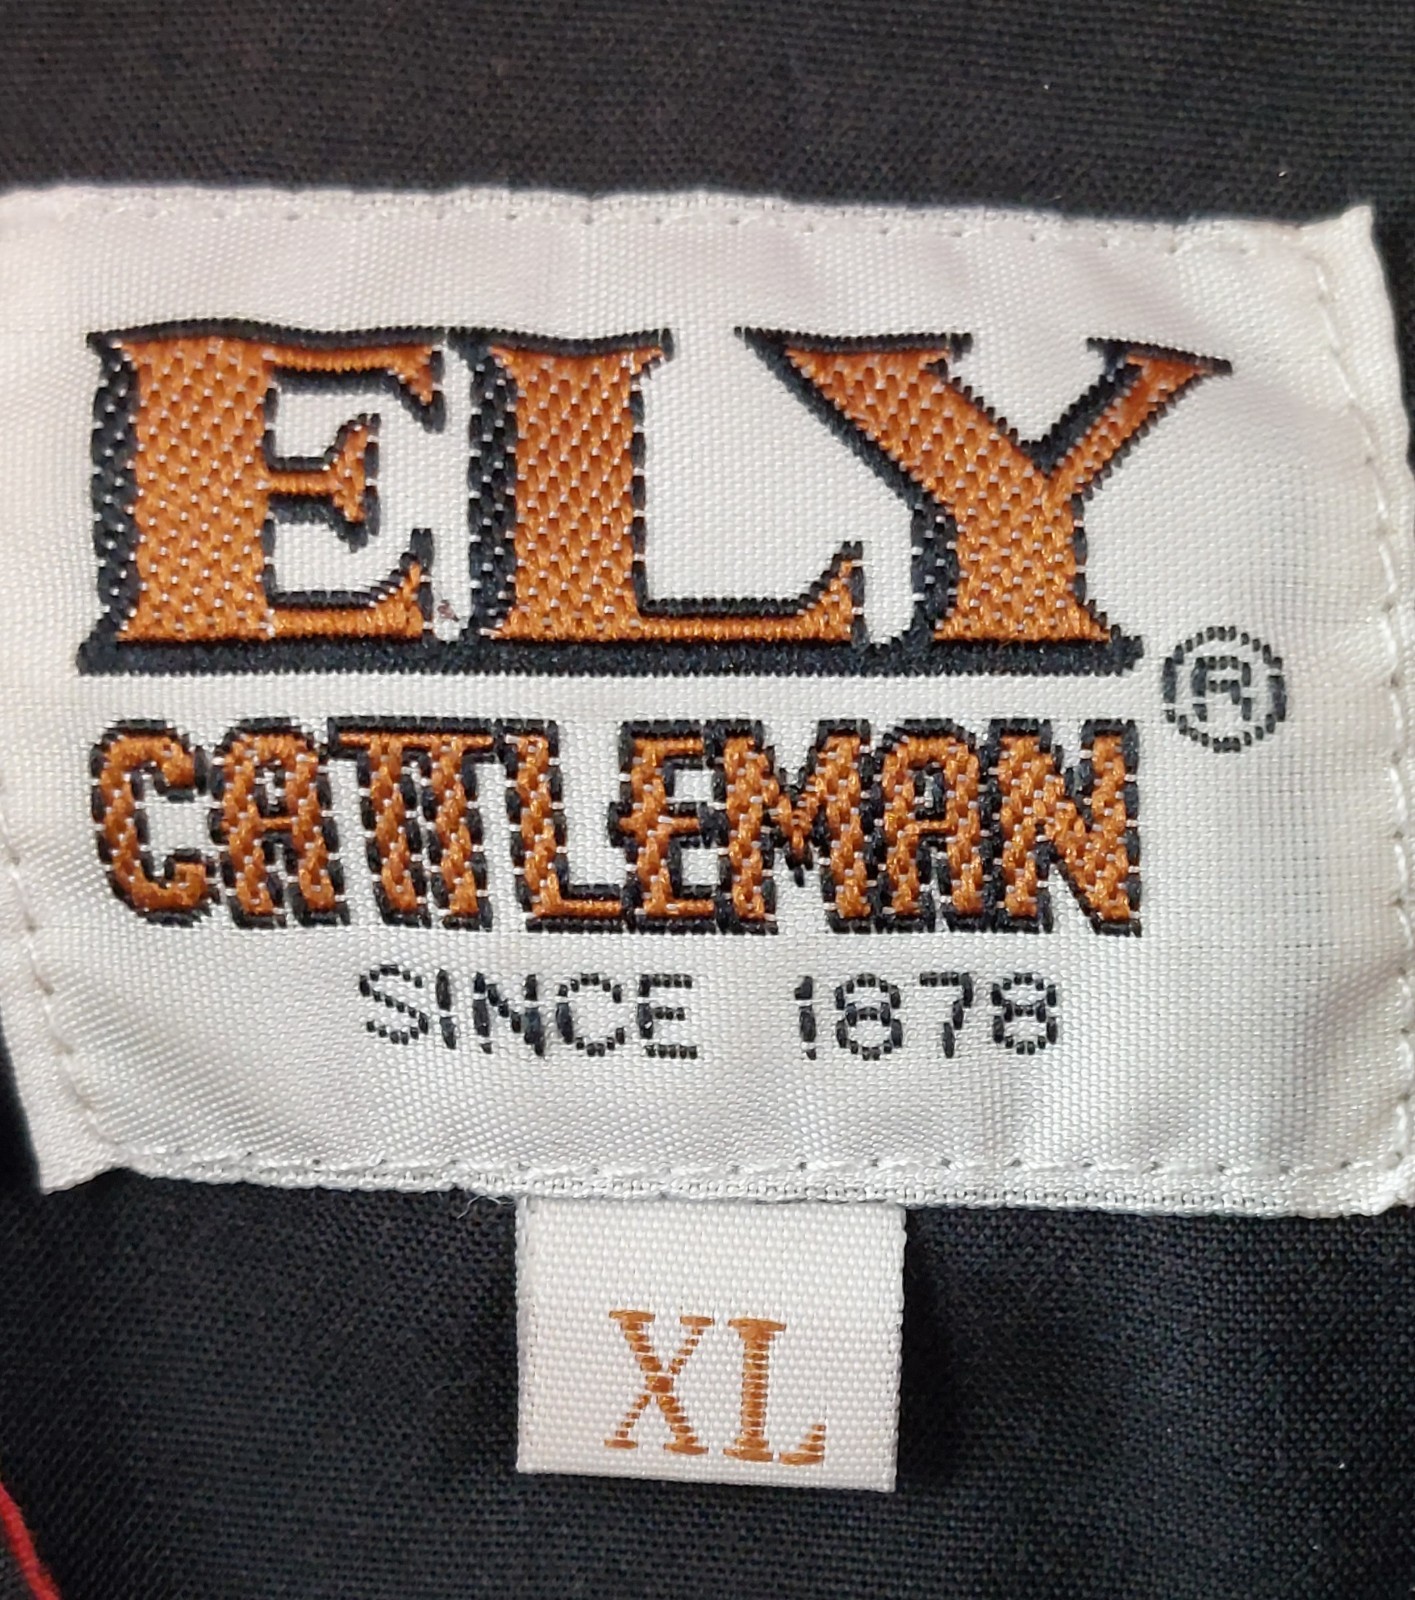 ELY
CATTLEMAN ®
SINCE 1878
XL